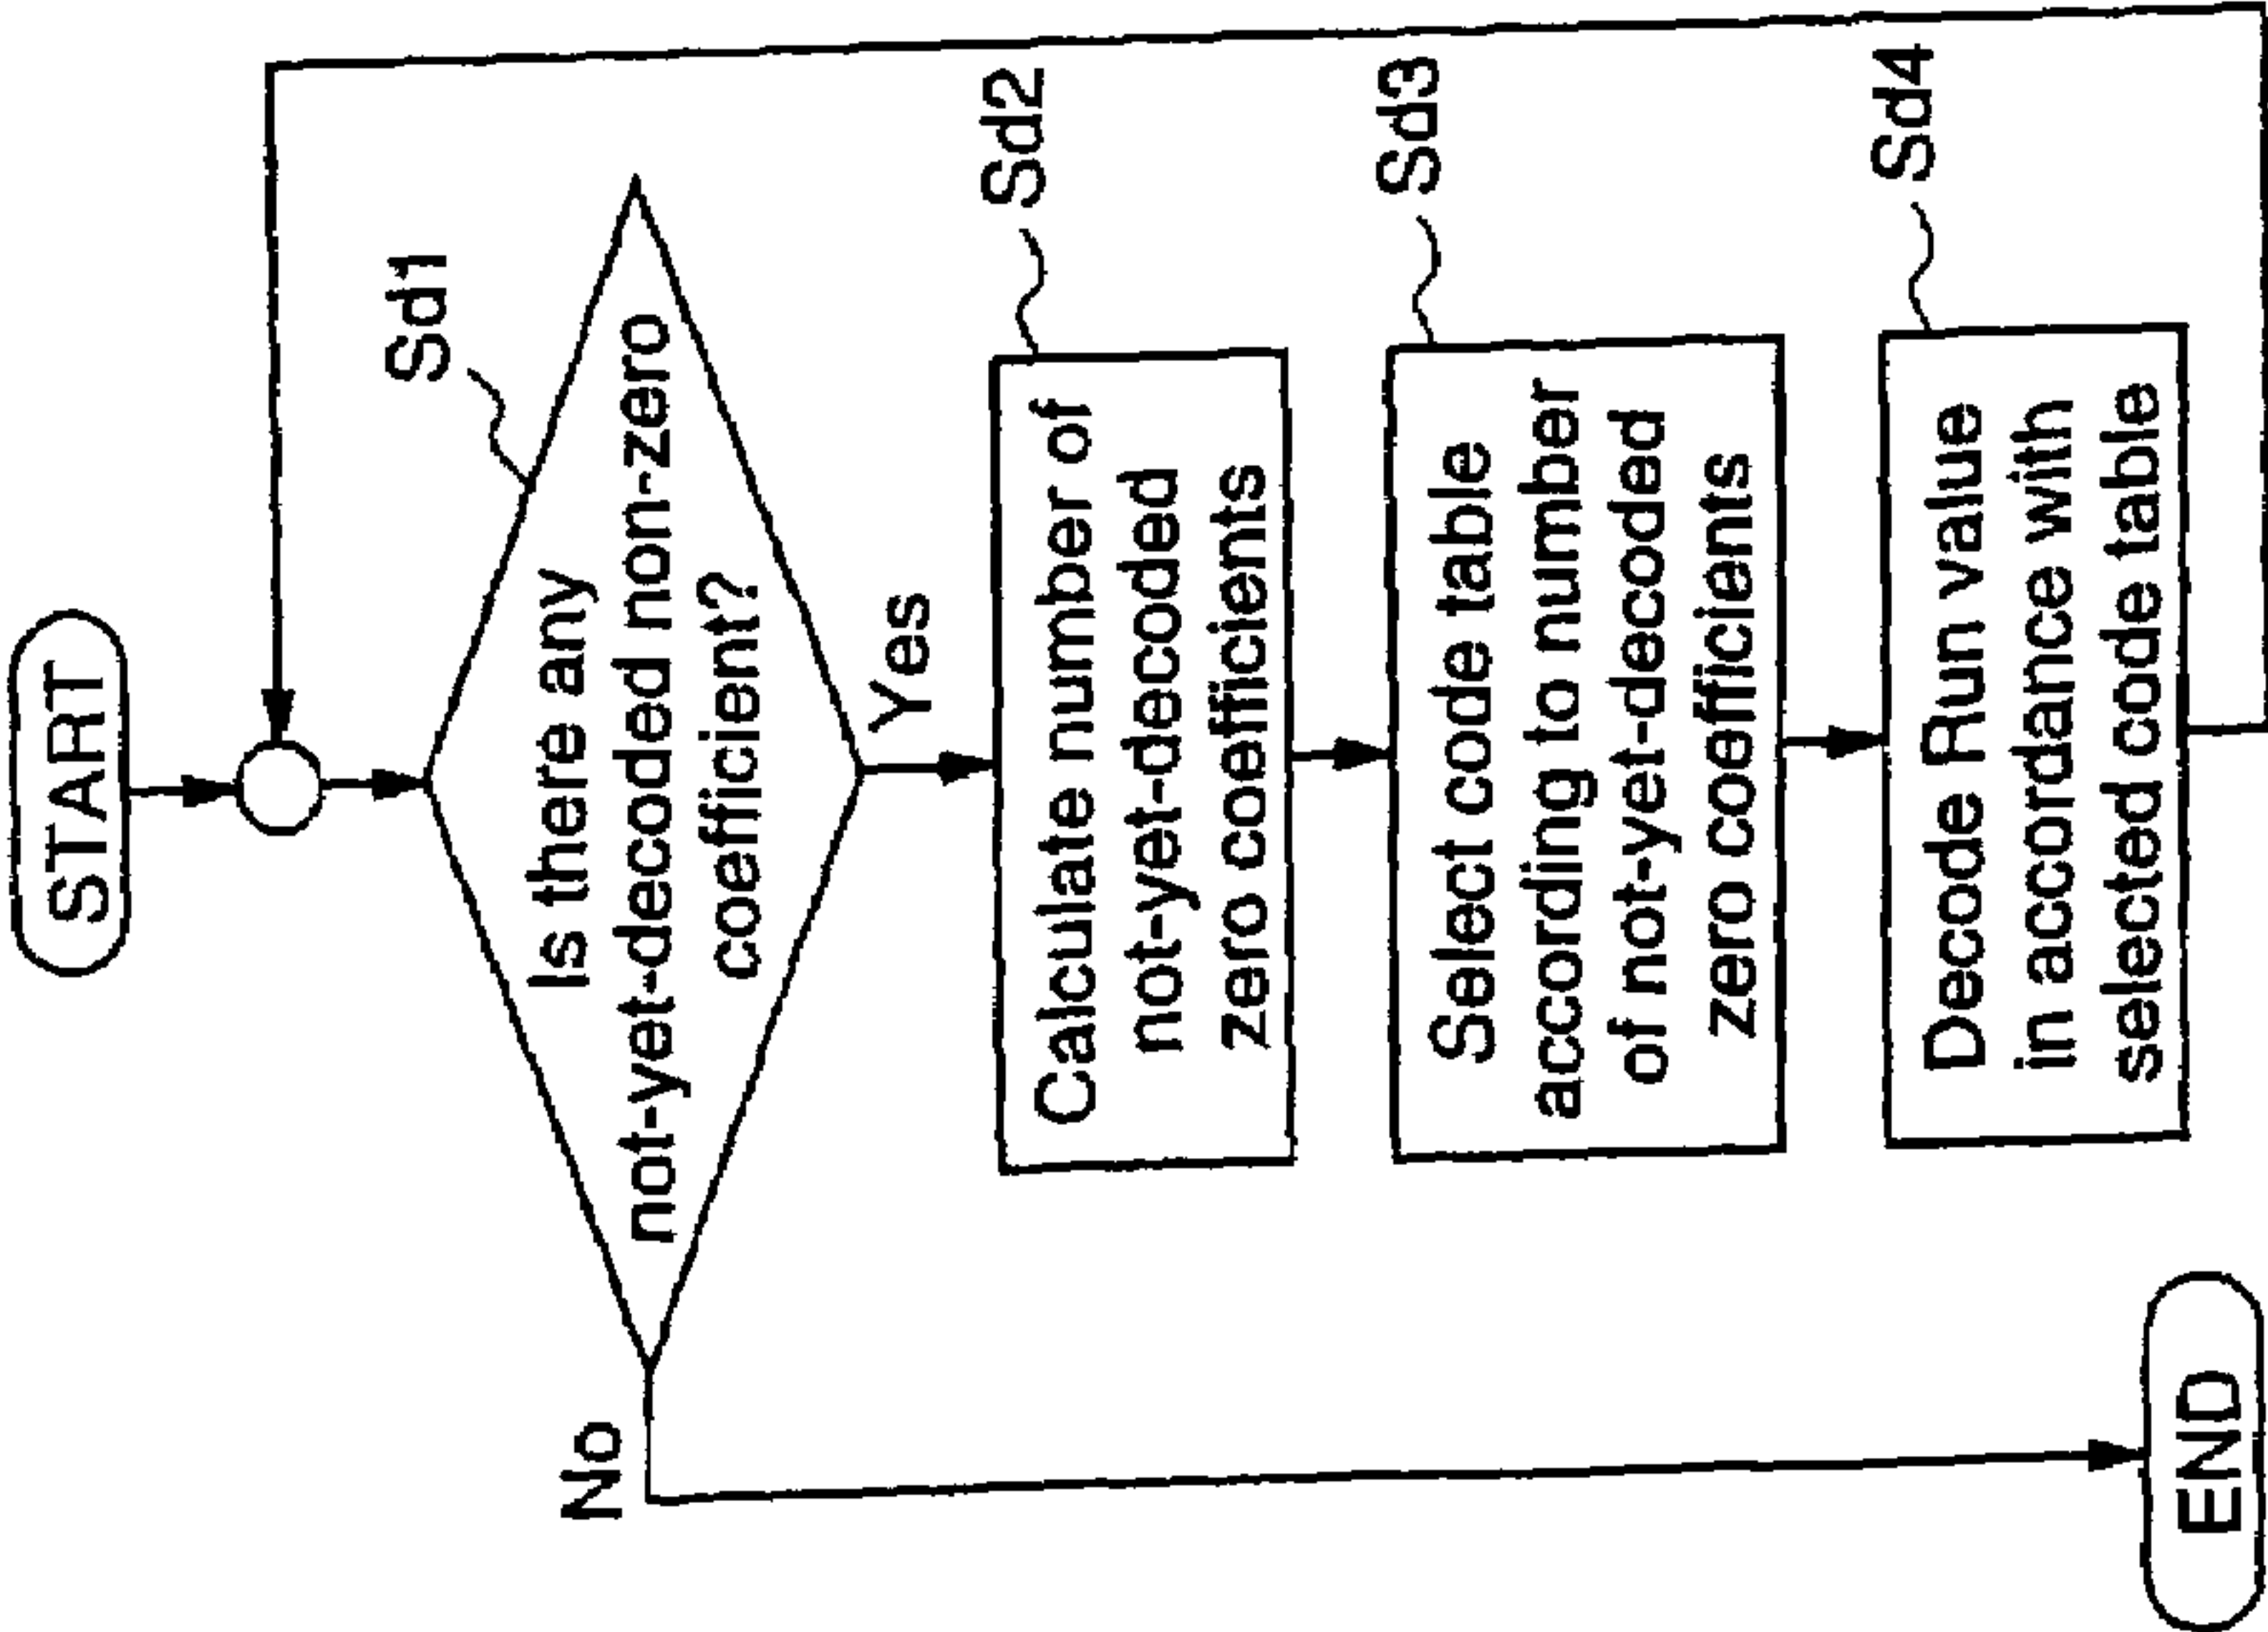 START
Sd1
Is there any
not-yet-decoded non-zero
coefficient?
No
Yes
Sd2
Calculate number of
not-yet-decoded
zero coefficients
Sd3
Select code table
according to number
of not-yet-decoded
zero coefficients
Sd4
Decode Run value
in accordance with
selected code table
END